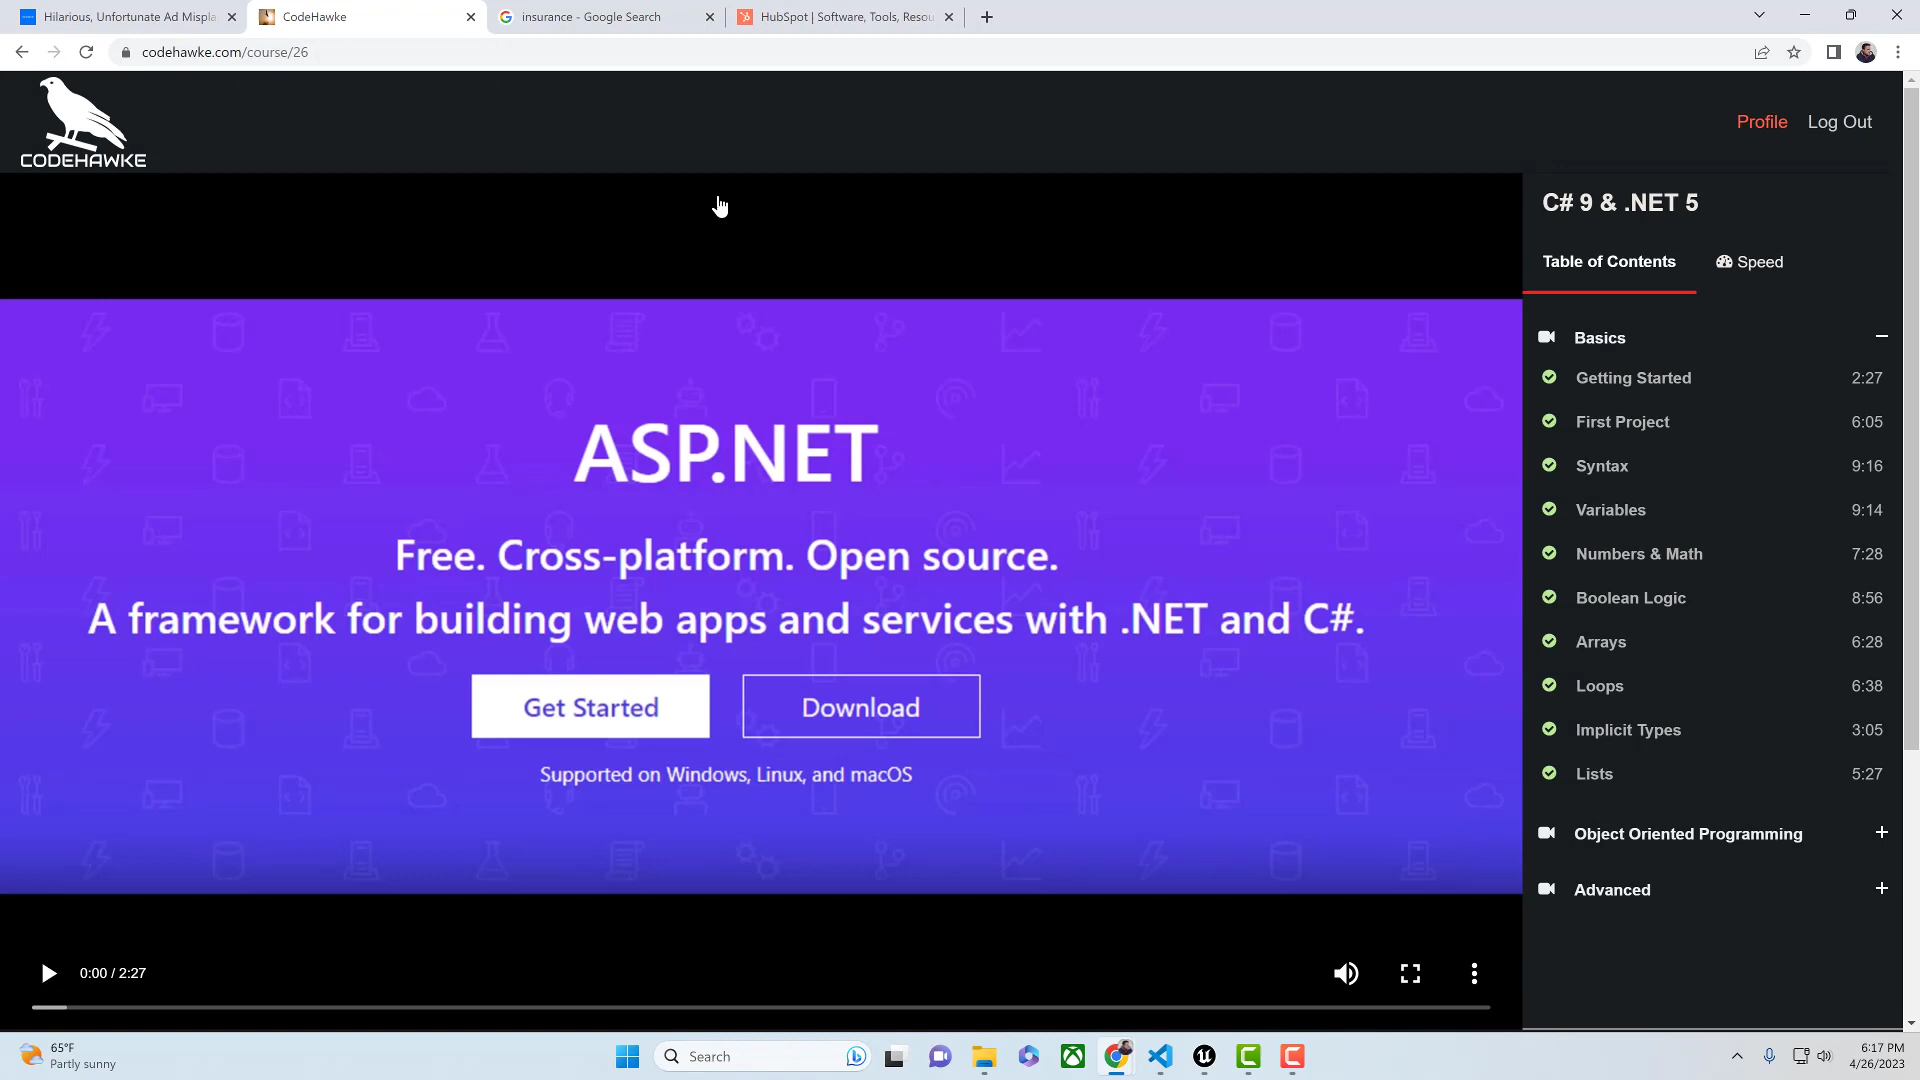 Hilarious, Unfortunate Ad Mispla
CodeHawke
insurance - Google Search
HubSpot | Software, Tools, Resou
codehawke.com/course/26
CODEHAWKE
Profile
Log Out
C# 9 & .NET 5
Table of Contents
Speed
Basics
Getting Started 2:27
First Project 6:05
Syntax 9:16
Variables 9:14
Numbers & Math 7:28
Boolean Logic 8:56
Arrays 6:28
Loops 6:38
Implicit Types 3:05
Lists 5:27
Object Oriented Programming
Advanced
ASP.NET
Free. Cross-platform. Open source.
A framework for building web apps and services with .NET and C#.
Get Started
Download
Supported on Windows, Linux, and macOS
0:00 / 2:27
65°F
Partly sunny
Search
6:17 PM
4/26/2023